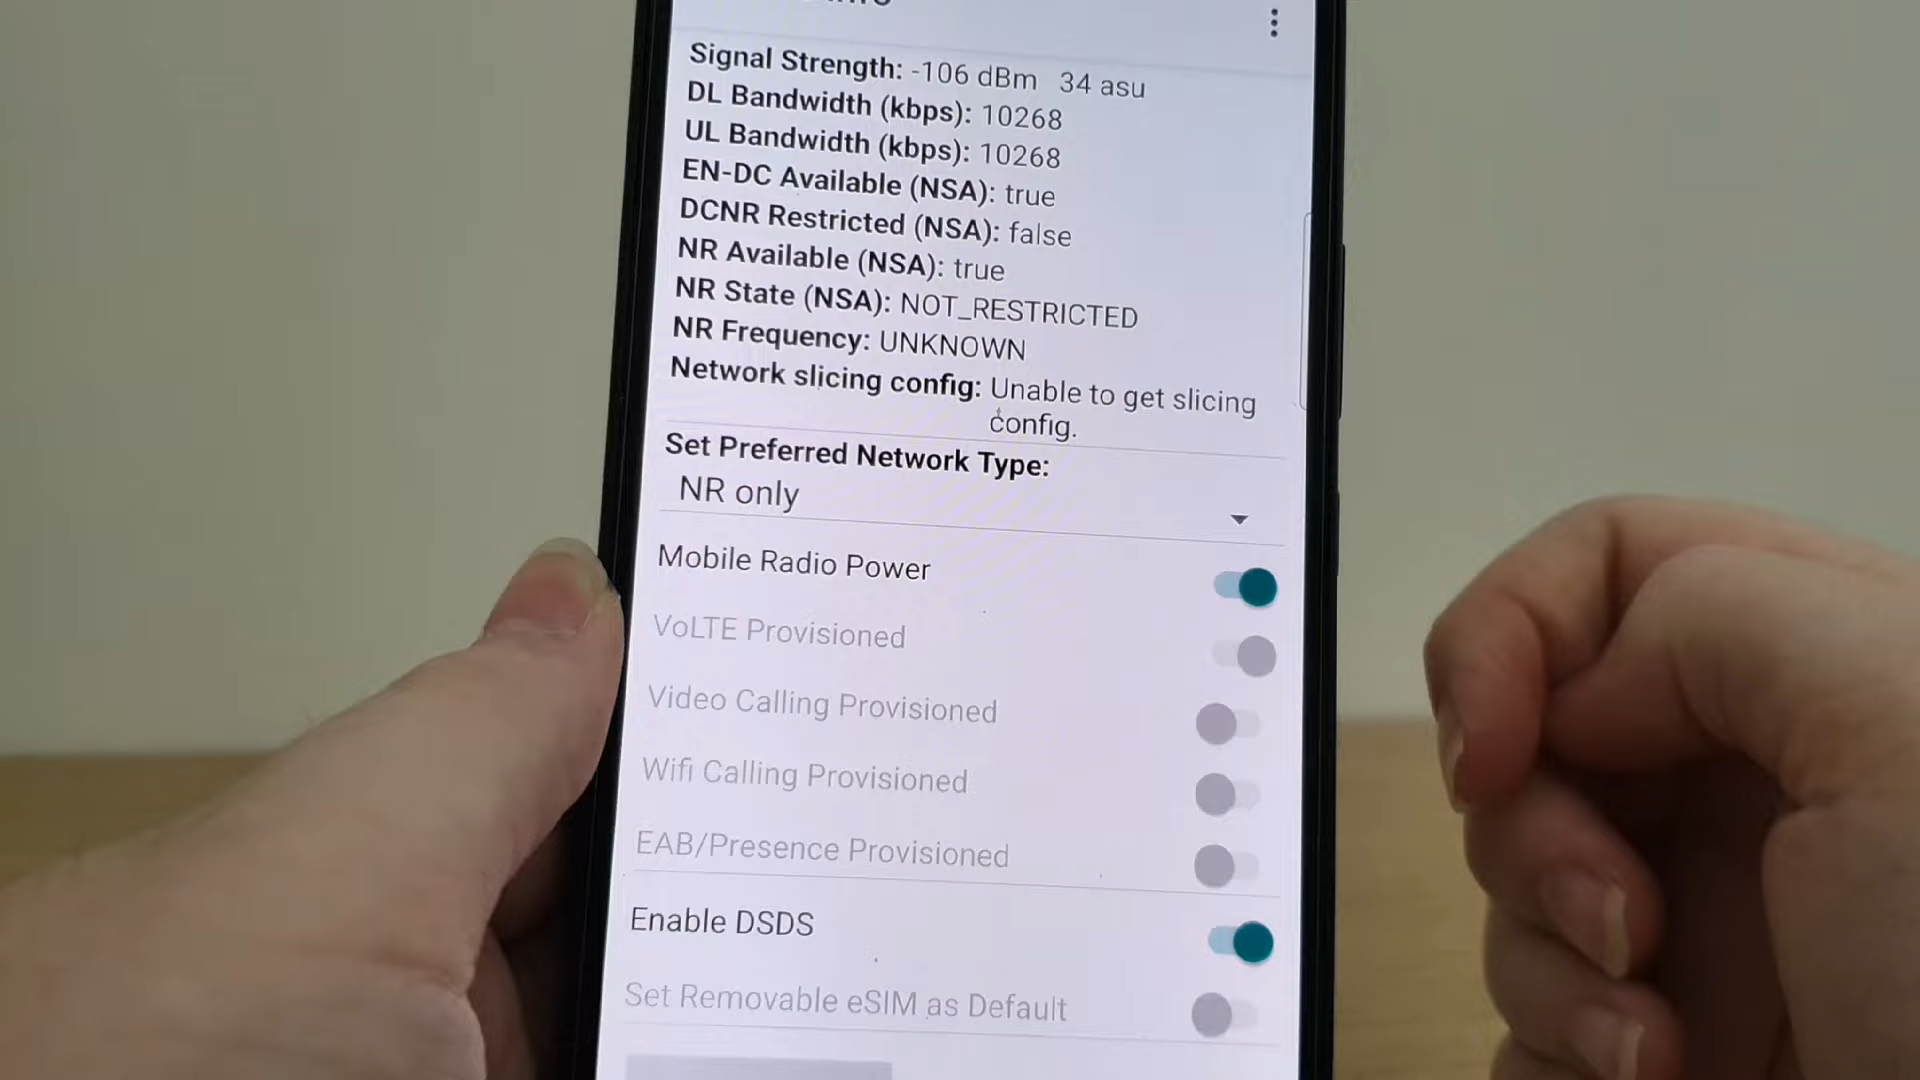 Signal Strength: -106 dBm 34 asu
DL Bandwidth (kbps): 10268
UL Bandwidth (kbps): 10268
EN-DC Available (NSA): true
DCNR Restricted (NSA): false
NR Available (NSA): true
NR State (NSA): NOT_RESTRICTED
NR Frequency: UNKNOWN
Network slicing config: Unable to get slicing
config.
Set Preferred Network Type:
NR only
Mobile Radio Power
VoLTE Provisioned
Video Calling Provisioned
Wifi Calling Provisioned
EAB/Presence Provisioned
Enable DSDS
Set Removable eSIM as Default